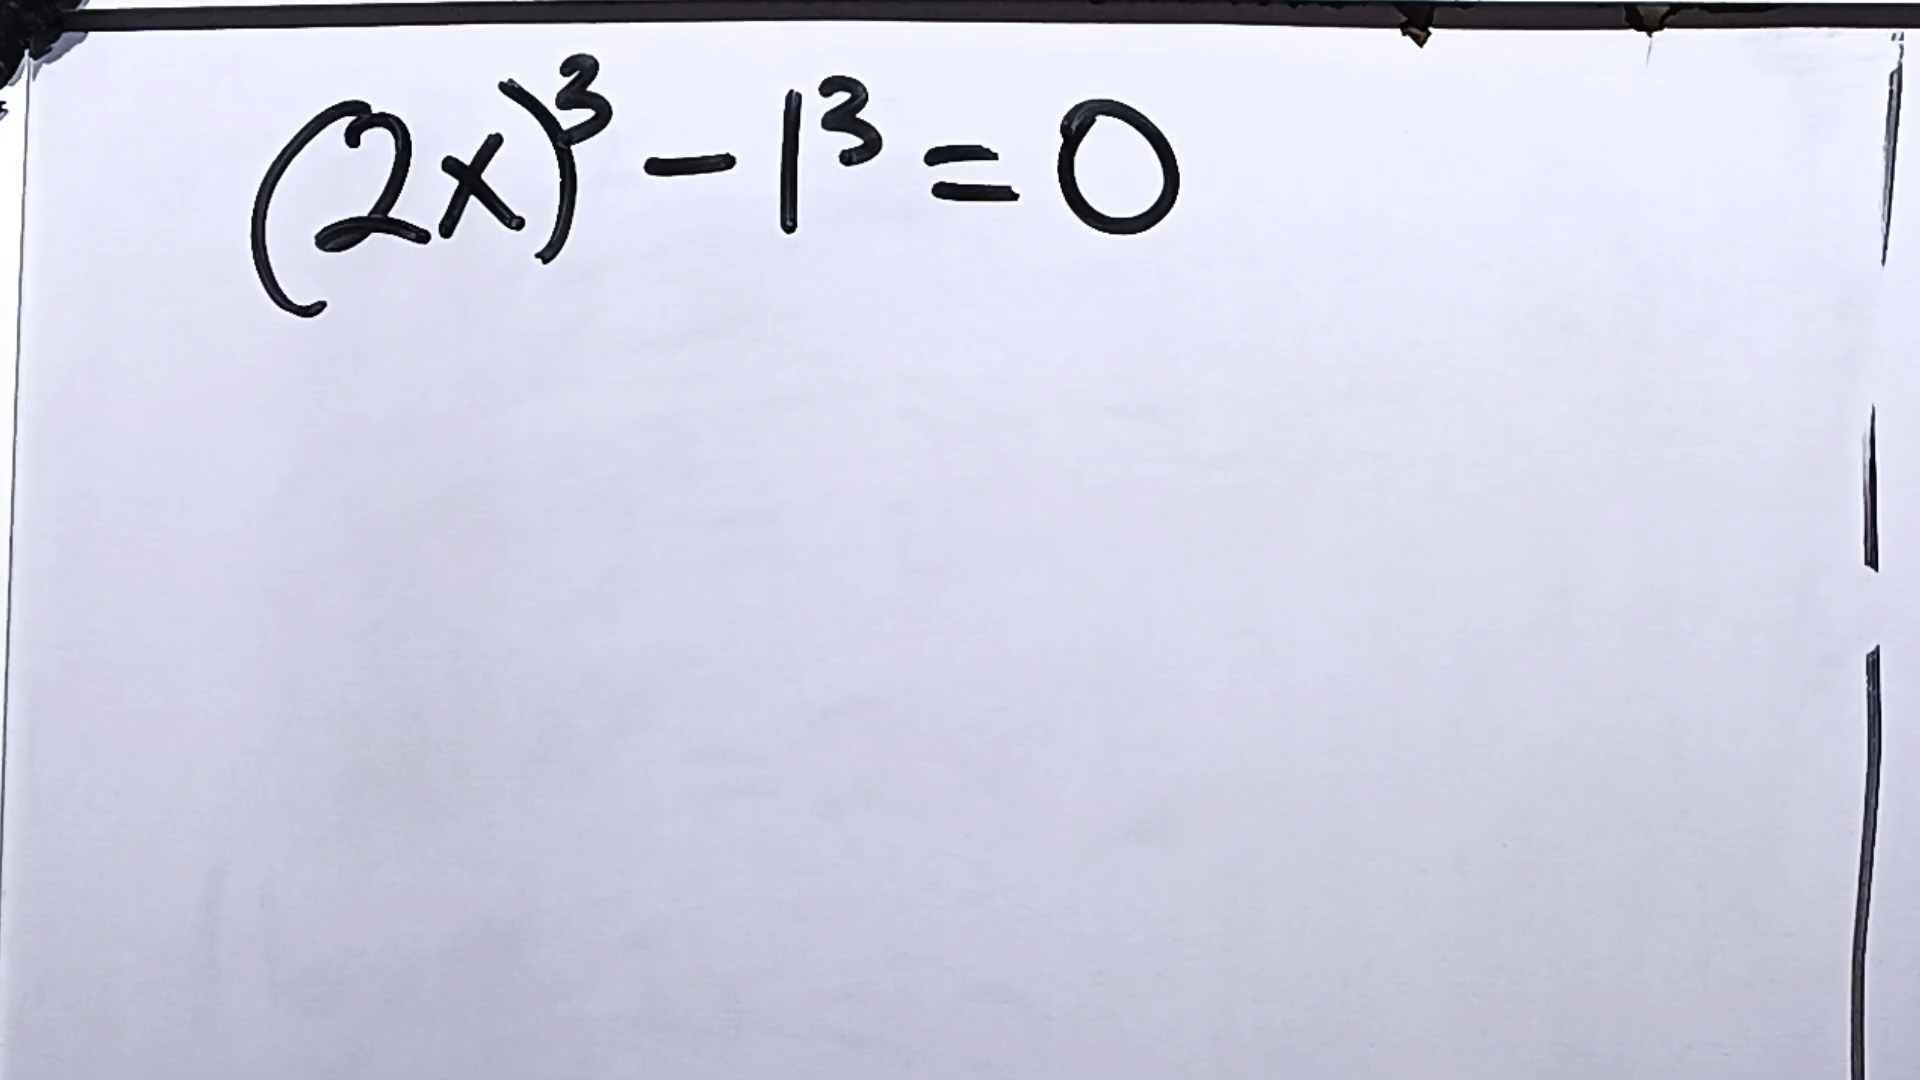 (2x)³ - 1³ = 0